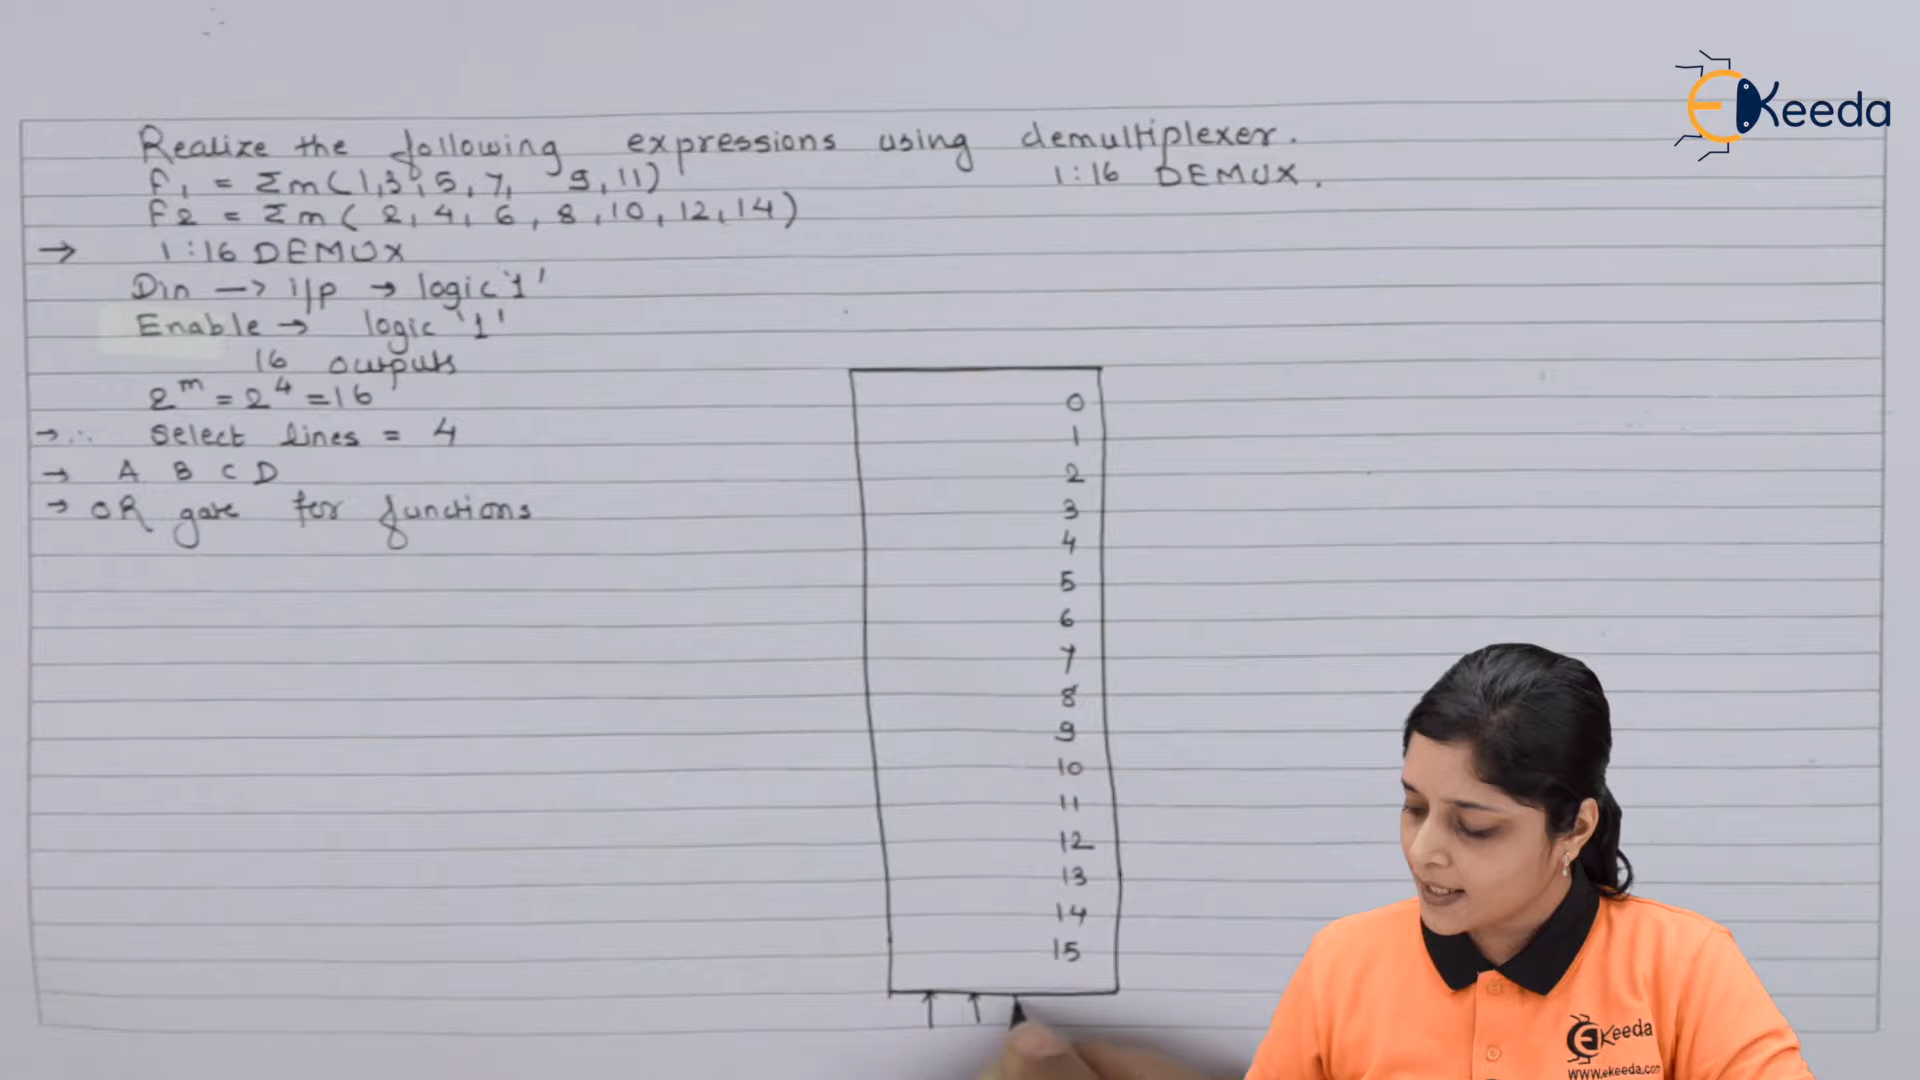 EKeeda
Realize the following expressions using demultiplexer.
F1 = Σm(1,3,5,7, 9,11) 1:16 DEMUX.
F2 = Σm( 2, 4, 6, 8, 10, 12, 14)
→ 1:16 DEMUX
Din → i/p → logic '1'
Enable → logic '1'
16 outputs
2^m = 2^4 = 16
→ ∴ Select lines = 4
→ A B C D
→ OR gate for functions
0
1
2
3
4
5
6
7
8
9
10
11
12
13
14
15
EKeeda
www.ekeeda.com